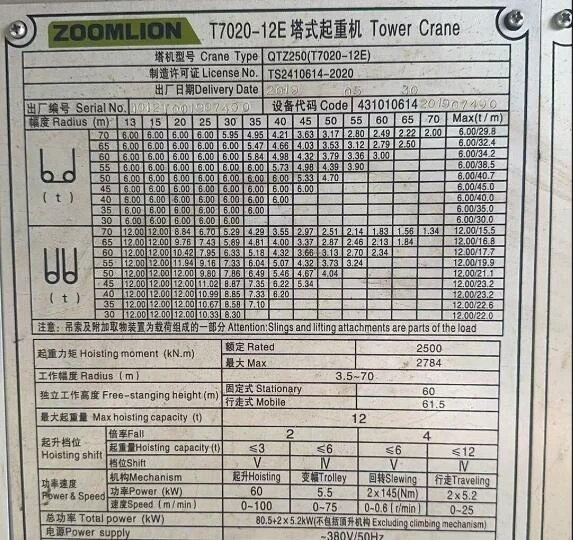 ZOOMLION T7020-12E 塔式起重机 Tower Crane
塔机型号 Crane Type QTZ250(T7020-12E)
制造许可证 License No. TS2410614-2020
出厂日期 Delivery Date 2019 05 30
出厂编号 Serial No. 设备代码 Code 431010614201907490
幅度 Radius (m) 13 15 20 25 30 35 40 45 50 55 60 65 70 Max(t/m)
70 6.00 6.00 6.00 6.00 5.95 4.95 4.21 3.63 3.17 2.80 2.49 2.22 2.00 6.00/29.8
65 6.00 6.00 6.00 6.00 6.00 5.47 4.66 4.03 3.53 3.12 2.79 2.50 6.00/32.4
60 6.00 6.00 6.00 6.00 6.00 5.84 4.98 4.32 3.79 3.36 3.00 6.00/34.2
55 6.00 6.00 6.00 6.00 6.00 6.00 5.73 4.98 4.39 3.90 6.00/38.5
50 6.00 6.00 6.00 6.00 6.00 6.00 6.00 5.33 4.70 6.00/40.7
45 6.00 6.00 6.00 6.00 6.00 6.00 6.00 6.00 6.00/45.0
40 6.00 6.00 6.00 6.00 6.00 6.00 6.00 6.00/40.0
35 6.00 6.00 6.00 6.00 6.00 6.00 6.00/35.0
30 6.00 6.00 6.00 6.00 6.00 6.00/30.0
(t)
70 12.00 12.00 8.84 6.70 5.29 4.29 3.55 2.97 2.51 2.14 1.83 1.56 1.34 12.00/15.5
65 12.00 12.00 9.76 7.43 5.69 4.81 4.00 3.37 2.87 2.46 2.13 1.84 12.00/16.8
60 12.00 12.00 10.42 7.95 6.33 5.18 4.32 3.66 3.13 2.70 2.34 12.00/17.7
55 12.00 12.00 11.94 9.16 7.33 6.04 5.07 4.32 3.73 3.24 12.00/19.9
50 12.00 12.00 12.00 9.80 7.86 6.49 5.46 4.67 4.04 12.00/21.1
45 12.00 12.00 12.00 11.02 8.87 7.35 6.22 5.34 12.00/23.2
40 12.00 12.00 12.00 10.99 8.85 7.33 6.20 12.00/23.2
35 12.00 12.00 12.00 10.67 8.58 7.10 12.00/22.6
30 12.00 12.00 12.00 10.33 8.30 12.00/22.0
(t)
注意: 吊索及附加取物装置为载荷组成的一部分 Attention:Slings and lifting attachments are parts of the load
起重力矩 Hoisting moment (kN.m) 额定 Rated 2500
最大 Max 2784
工作幅度 Radius (m) 3.5~70
独立工作高度 Free-stanging height(m) 固定式 Stationary 60
行走式 Mobile 61.5
最大起重量 Max hoisting capacity (t) 12
起升档位 Hoisting shift 倍率Fall 2 4
起重量Hoisting capacity(t) ≤3 ≤6 ≤6 ≤12
档位Shift V IV V IV
功率速度 Power & Speed 机构Mechanism 起升Hoisting 变幅Trolley 回转Slewing 行走Traveling
功率Power (kW) 60 5.5 2×145(Nm) 2×5.2
速度Speed (m/min) 0~100 0~75 0~0.6 (r/min) 0~25
总功率 Total power (kW) 80.5+2×5.2kW(不包括顶升机构 Excluding climbing mechanism)
电源Power supply ~380V/50Hz